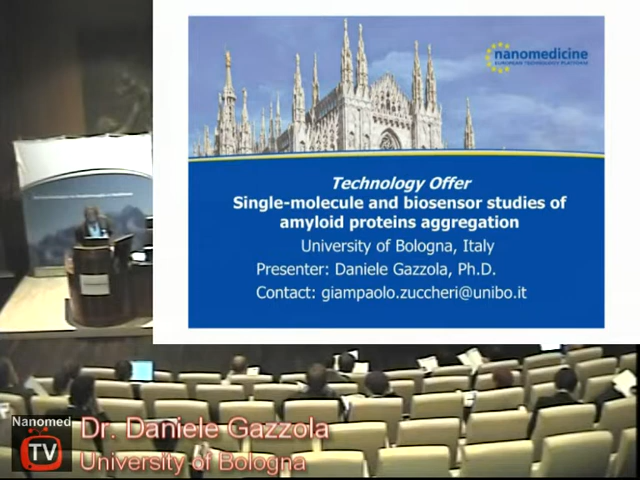 nanomedicine
EUROPEAN TECHNOLOGY PLATFORM
Technology Offer
Single-molecule and biosensor studies of
amyloid proteins aggregation
University of Bologna, Italy
Presenter: Daniele Gazzola, Ph.D.
Contact: giampaolo.zuccheri@unibo.it
Nanomed
TV
Dr. Daniele Gazzola
University of Bologna